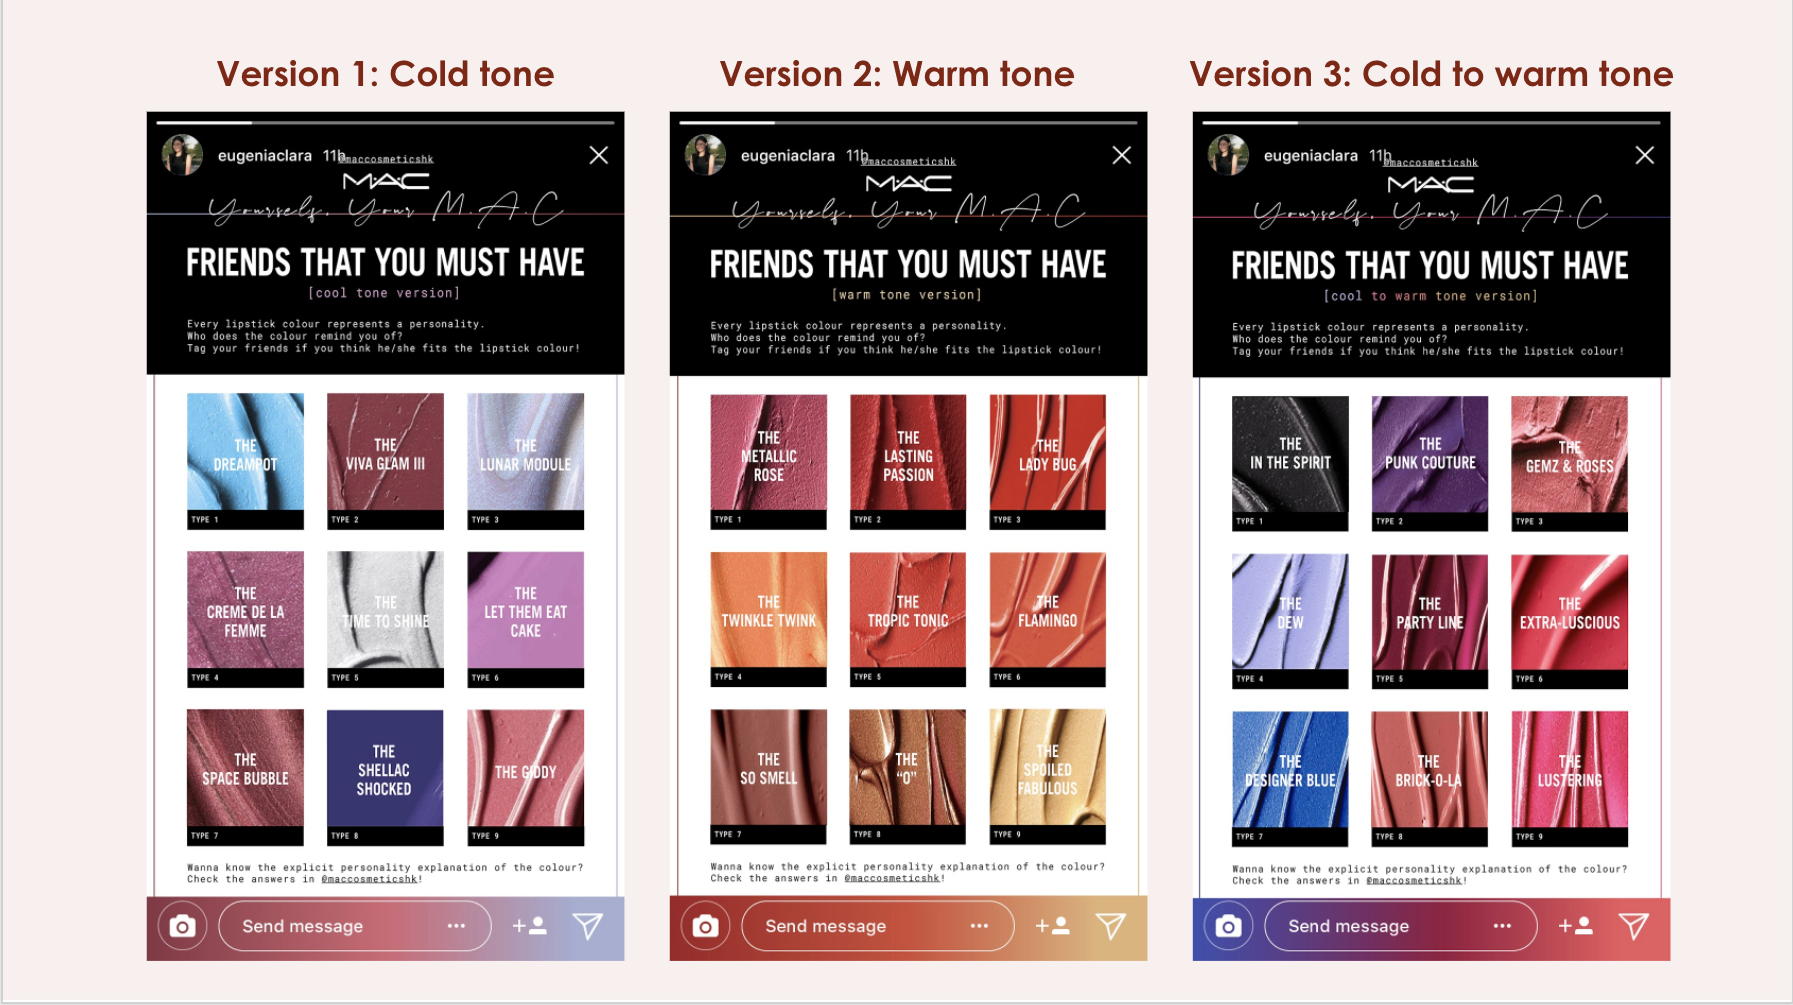 Version 1: Cold tone
eugeniaclara 11h
@maccosmeticshk
MAC
Yourself, Your M.A.C
FRIENDS THAT YOU MUST HAVE
[cool tone version]
Every lipstick colour represents a personality.
Who does the colour remind you of?
Tag your friends if you think he/she fits the lipstick colour!
THE
DREAMPOT
TYPE 1
THE
VIVA GLAM III
TYPE 2
THE
LUNAR MODULE
TYPE 3
THE
CREME DE LA
FEMME
TYPE 4
THE
TIME TO SHINE
TYPE 5
THE
LET THEM EAT
CAKE
TYPE 6
THE
SPACE BUBBLE
TYPE 7
THE
SHELLAC
SHOCKED
TYPE 8
THE GIDDY
TYPE 9
Wanna know the explicit personality explanation of the colour?
Check the answers in @maccosmeticshk!
Send message
Version 2: Warm tone
eugeniaclara 11h
@maccosmeticshk
MAC
Yourself, Your M.A.C
FRIENDS THAT YOU MUST HAVE
[warm tone version]
Every lipstick colour represents a personality.
Who does the colour remind you of?
Tag your friends if you think he/she fits the lipstick colour!
THE
METALLIC
ROSE
TYPE 1
THE
LASTING
PASSION
TYPE 2
THE
LADY BUG
TYPE 3
THE
TWINKLE TWINK
TYPE 4
THE
TROPIC TONIC
TYPE 5
THE
FLAMINGO
TYPE 6
THE
SO SMELL
TYPE 7
THE
“O”
TYPE 8
THE
SPOILED
FABULOUS
TYPE 9
Wanna know the explicit personality explanation of the colour?
Check the answers in @maccosmeticshk!
Send message
Version 3: Cold to warm tone
eugeniaclara 11h
@maccosmeticshk
MAC
Yourself, Your M.A.C
FRIENDS THAT YOU MUST HAVE
[cool to warm tone version]
Every lipstick colour represents a personality.
Who does the colour remind you of?
Tag your friends if you think he/she fits the lipstick colour!
THE
IN THE SPIRIT
TYPE 1
THE
PUNK COUTURE
TYPE 2
THE
GEMZ & ROSES
TYPE 3
THE
DEW
TYPE 4
THE
PARTY LINE
TYPE 5
THE
EXTRA-LUSCIOUS
TYPE 6
THE
DESIGNER BLUE
TYPE 7
THE
BRICK-O-LA
TYPE 8
THE
LUSTERING
TYPE 9
Wanna know the explicit personality explanation of the colour?
Check the answers in @maccosmeticshk!
Send message